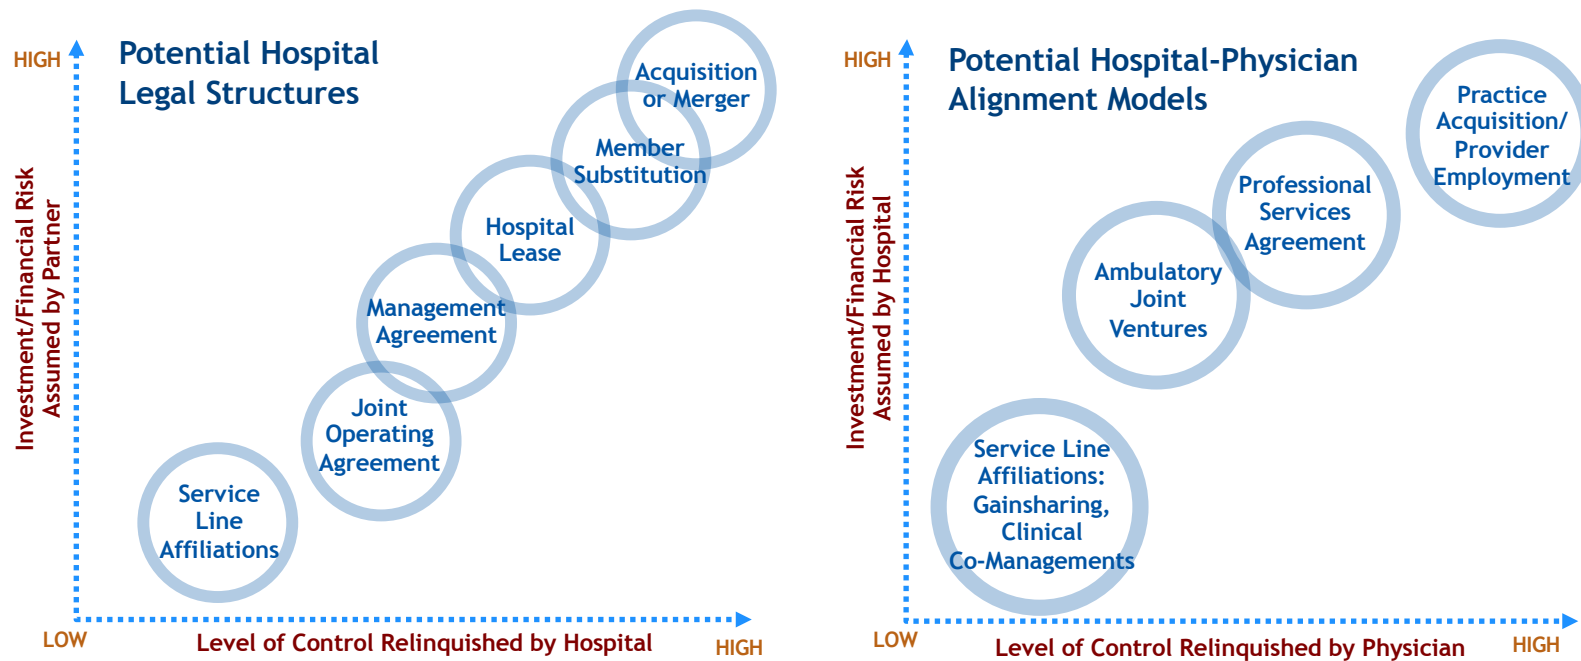 Potential Hospital
Legal Structures
HIGH
Investment/Financial Risk
Assumed by Partner
Acquisition
or Merger
Member
Substitution
Hospital
Lease
Management
Agreement
Joint
Operating
Agreement
Service
Line
Affiliations
LOW
Level of Control Relinquished by Hospital
HIGH
Potential Hospital-Physician
Alignment Models
HIGH
Investment/Financial Risk
Assumed by Hospital
Practice
Acquisition/
Provider
Employment
Professional
Services
Agreement
Ambulatory
Joint
Ventures
Service Line
Affiliations:
Gainsharing,
Clinical
Co-Managements
LOW
Level of Control Relinquished by Physician
HIGH